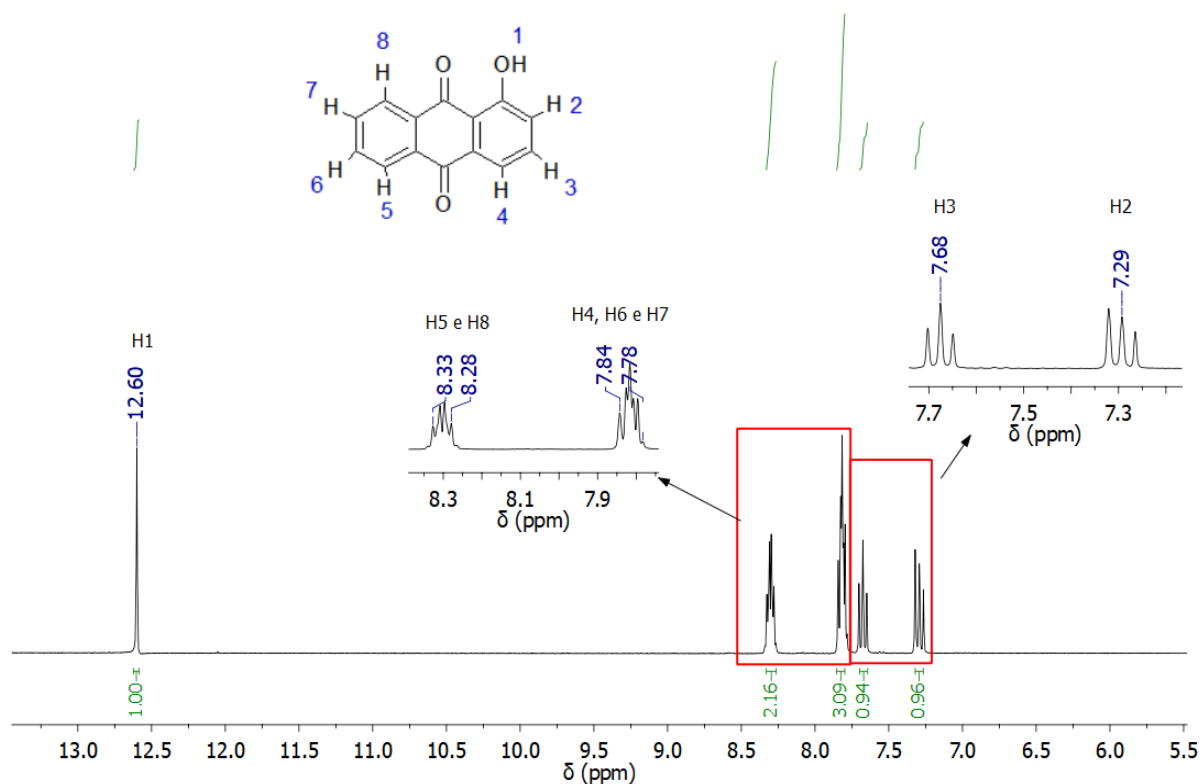 8 O 1 OH
7 H H
H 2
H
6 H H H 3
5 O 4
H1
12.60
H5 e H8
8.33
8.28
H4, H6 e H7
7.84
7.78
H3
7.68
H2
7.29
8.3 8.1 7.9
δ (ppm)
7.7 7.5 7.3
δ (ppm)
1.00
2.16
3.09
0.94
0.96
13.0 12.5 12.0 11.5 11.0 10.5 10.0 9.5 9.0 8.5 8.0 7.5 7.0 6.5 6.0 5.5
δ (ppm)